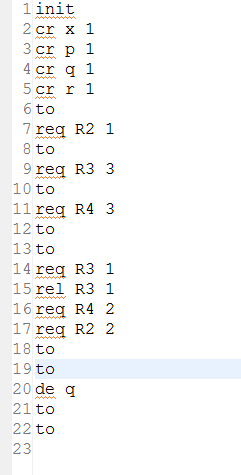 1 init
2 cr x 1
3 cr p 1
4 cr q 1
5 cr r 1
6 to
7 req R2 1
8 to
9 req R3 3
10 to
11 req R4 3
12 to
13 to
14 req R3 1
15 rel R3 1
16 req R4 2
17 req R2 2
18 to
19 to
20 de q
21 to
22 to
23